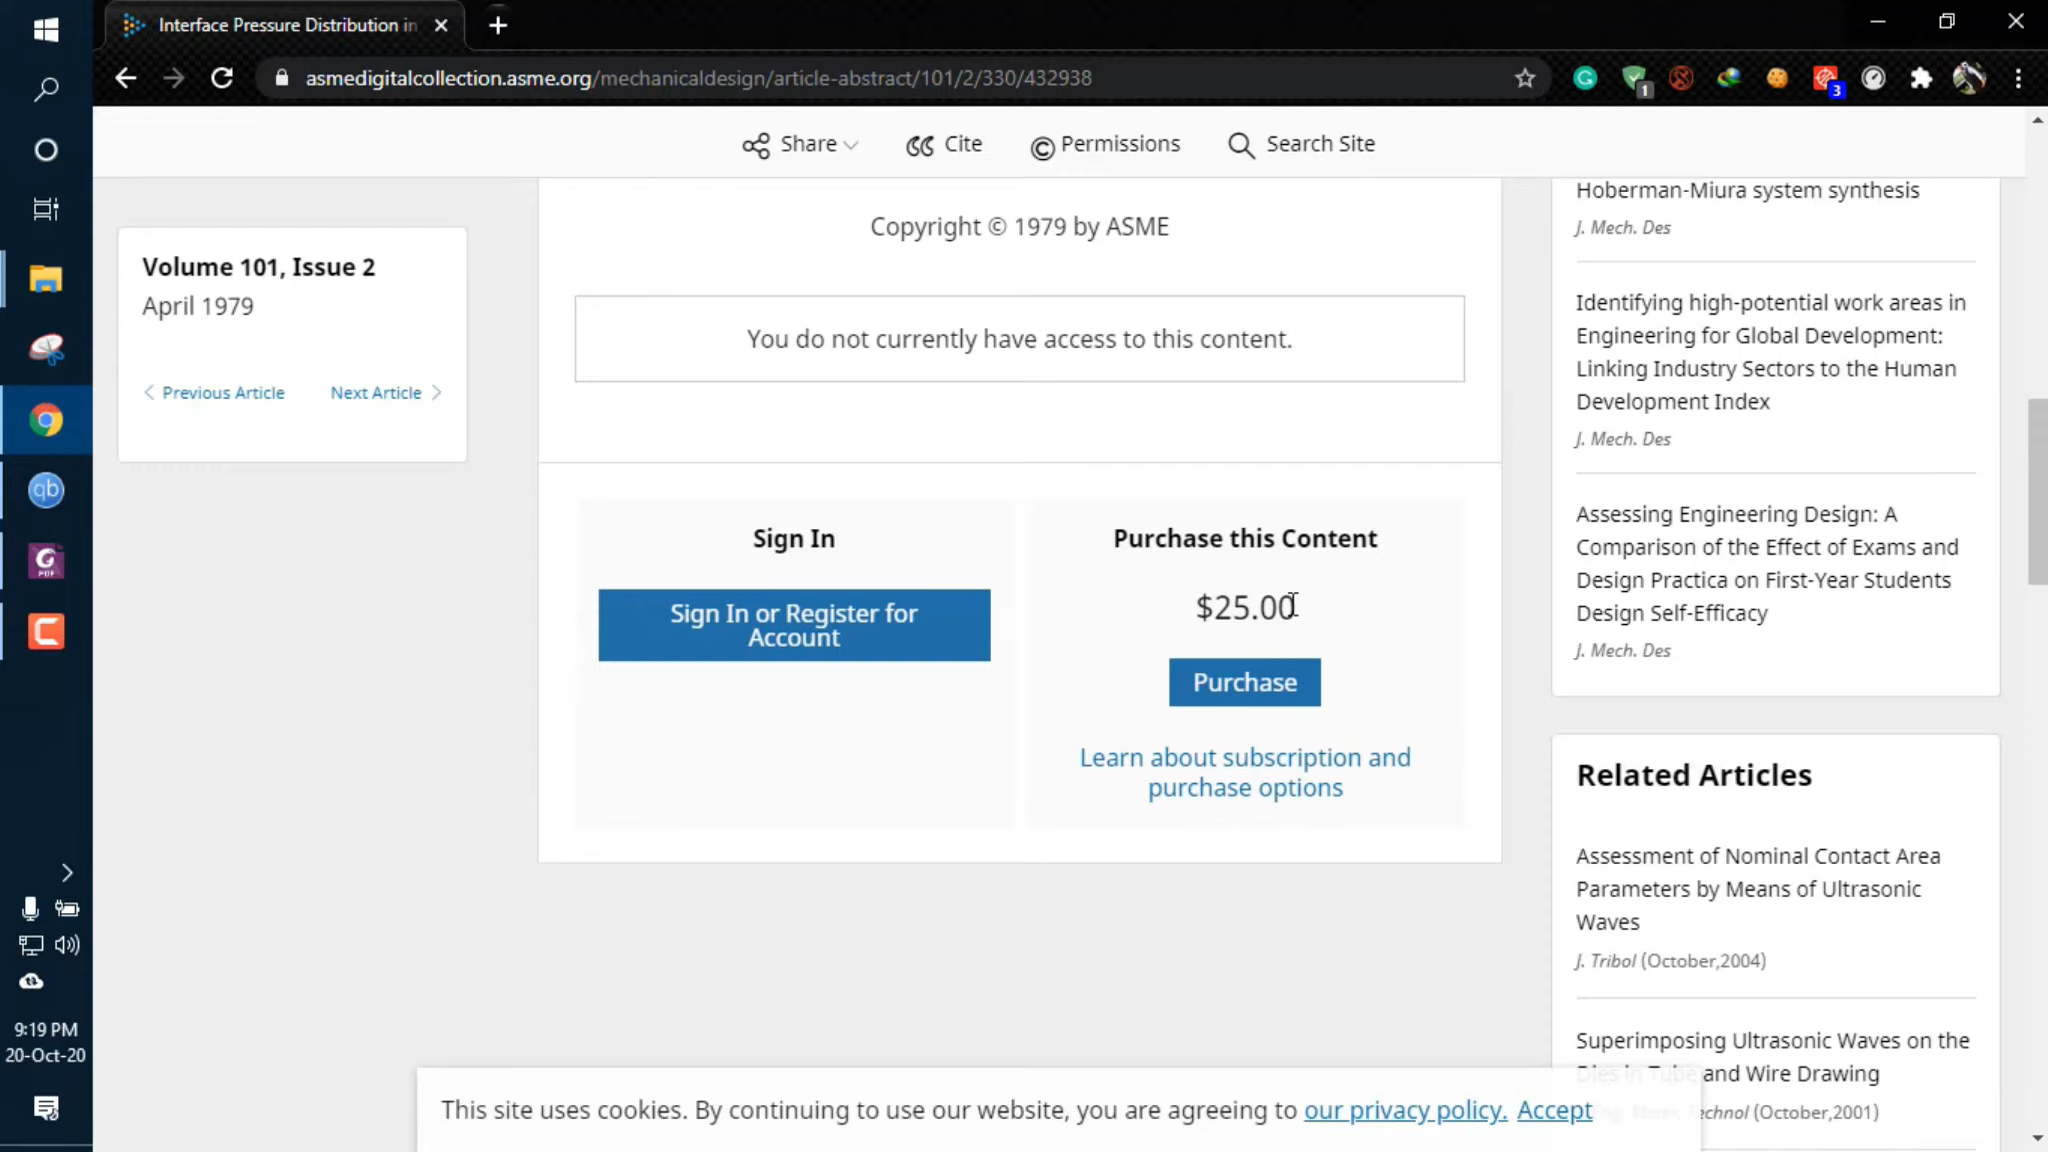 Interface Pressure Distribution in
asmedigitalcollection.asme.org/mechanicaldesign/article-abstract/101/2/330/432938
1
3
Share
Cite
Permissions
Search Site
Volume 101, Issue 2
April 1979
Previous Article
Next Article
Copyright © 1979 by ASME
You do not currently have access to this content.
Sign In
Sign In or Register for
Account
Purchase this Content
$25.00
Purchase
Learn about subscription and
purchase options
Hoberman-Miura system synthesis
J. Mech. Des
Identifying high-potential work areas in
Engineering for Global Development:
Linking Industry Sectors to the Human
Development Index
J. Mech. Des
Assessing Engineering Design: A
Comparison of the Effect of Exams and
Design Practica on First-Year Students
Design Self-Efficacy
J. Mech. Des
Related Articles
Assessment of Nominal Contact Area
Parameters by Means of Ultrasonic
Waves
J. Tribol (October,2004)
Superimposing Ultrasonic Waves on the
Dies in Tube and Wire Drawing
(October,2001)
This site uses cookies. By continuing to use our website, you are agreeing to our privacy policy. Accept
qb
PDF
9:19 PM
20-Oct-20